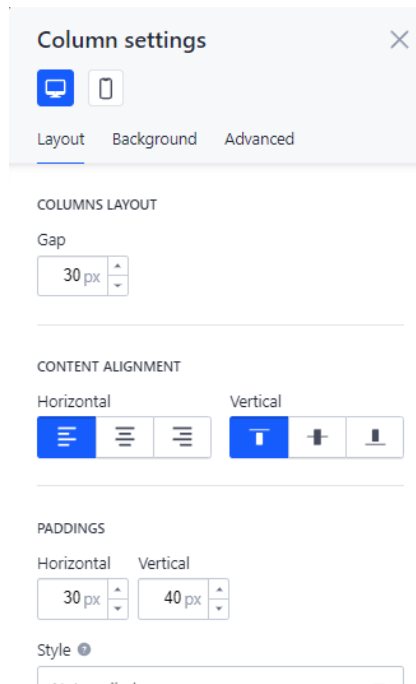 Column settings
Layout Background Advanced
COLUMNS LAYOUT
Gap
30 px
CONTENT ALIGNMENT
Horizontal Vertical
PADDINGS
Horizontal Vertical
30 px 40 px
Style